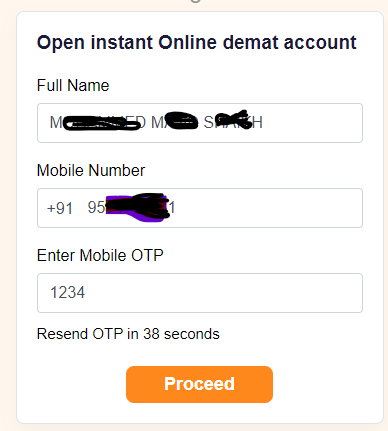 Open instant Online demat account
Full Name
Mobile Number
+91 95
Enter Mobile OTP
1234
Resend OTP in 38 seconds
Proceed